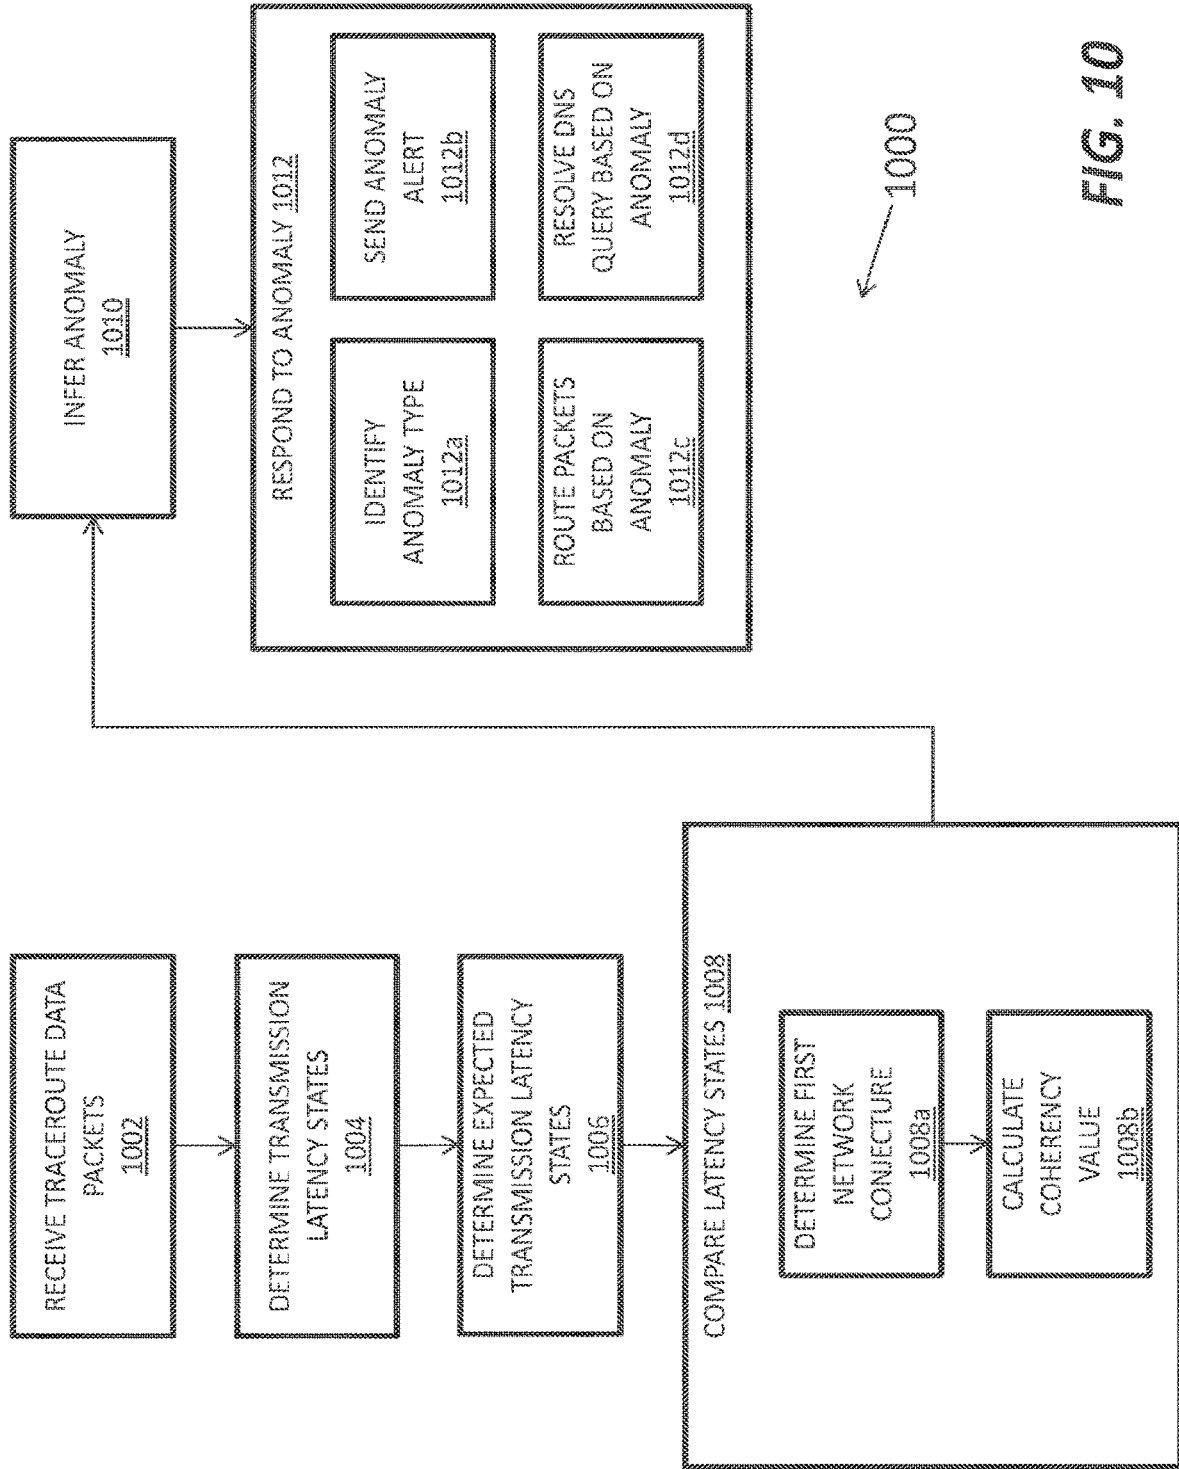 RECEIVE TRACEROUTE DATA
PACKETS
1002
DETERMINE TRANSMISSION
LATENCY STATES
1004
DETERMINE EXPECTED
TRANSMISSION LATENCY
STATES
1006
COMPARE LATENCY STATES 1008
DETERMINE FIRST
NETWORK
CONJECTURE
1008a
CALCULATE
COHERENCY
VALUE
1008b
INFER ANOMALY
1010
RESPOND TO ANOMALY 1012
IDENTIFY
ANOMALY TYPE
1012a
SEND ANOMALY
ALERT
1012b
ROUTE PACKETS
BASED ON
ANOMALY
1012c
RESOLVE DNS
QUERY BASED ON
ANOMALY
1012d
1000
FIG. 10